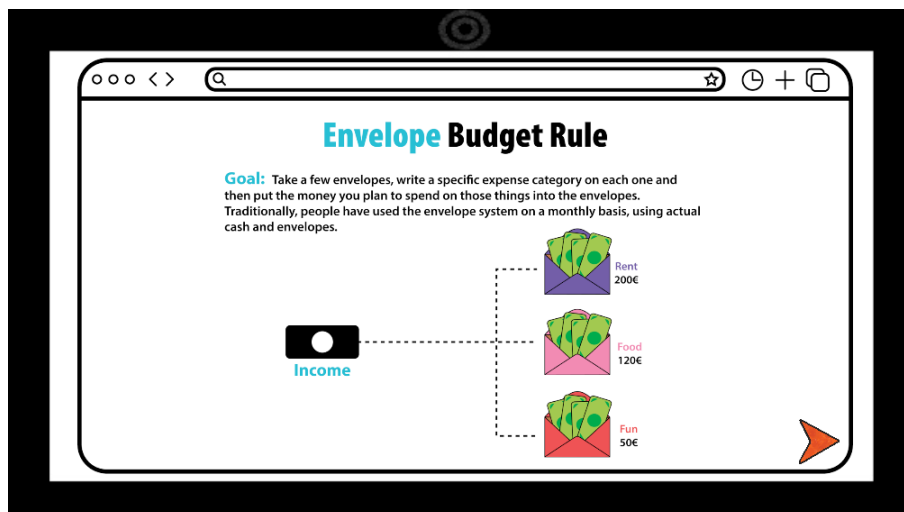 Envelope Budget Rule
Goal: Take a few envelopes, write a specific expense category on each one and
then put the money you plan to spend on those things into the envelopes.
Traditionally, people have used the envelope system on a monthly basis, using actual
cash and envelopes.
Rent
200€
Income
Food
120€
Fun
50€